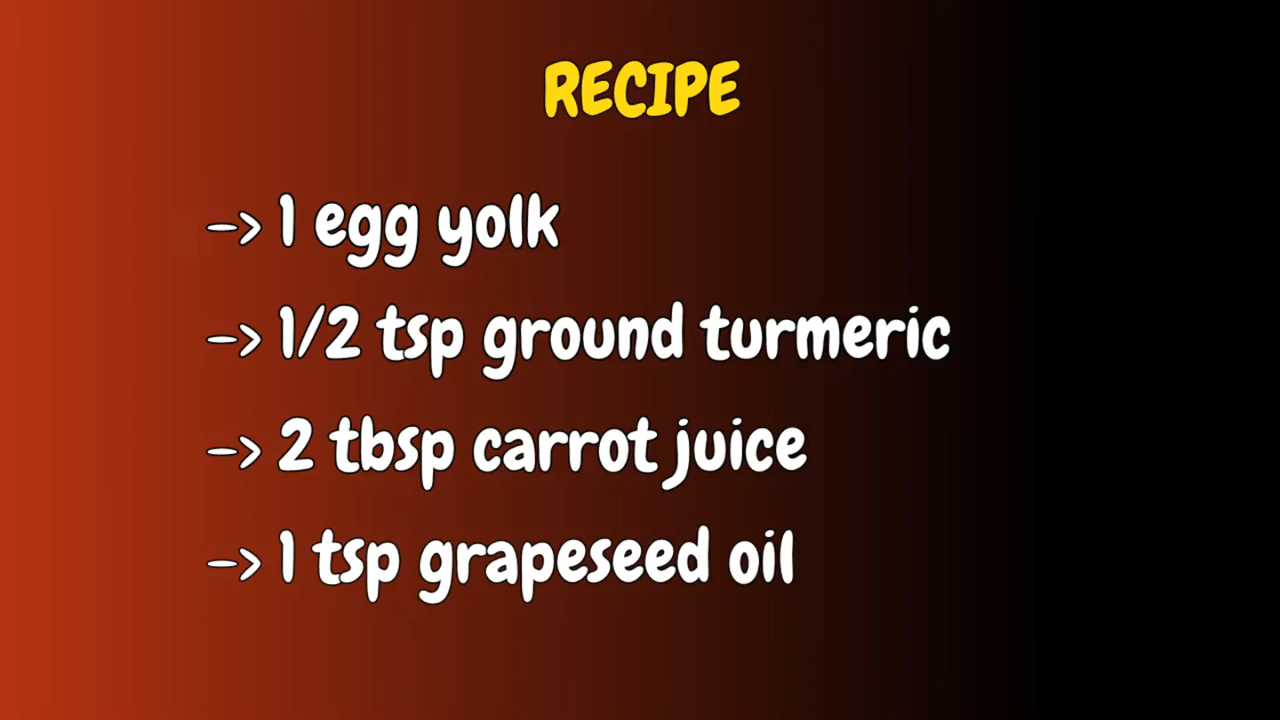 RECIPE
—> 1 egg yolk
—> 1/2 tsp ground turmeric
—> 2 tbsp carrot juice
—> 1 tsp grapeseed oil